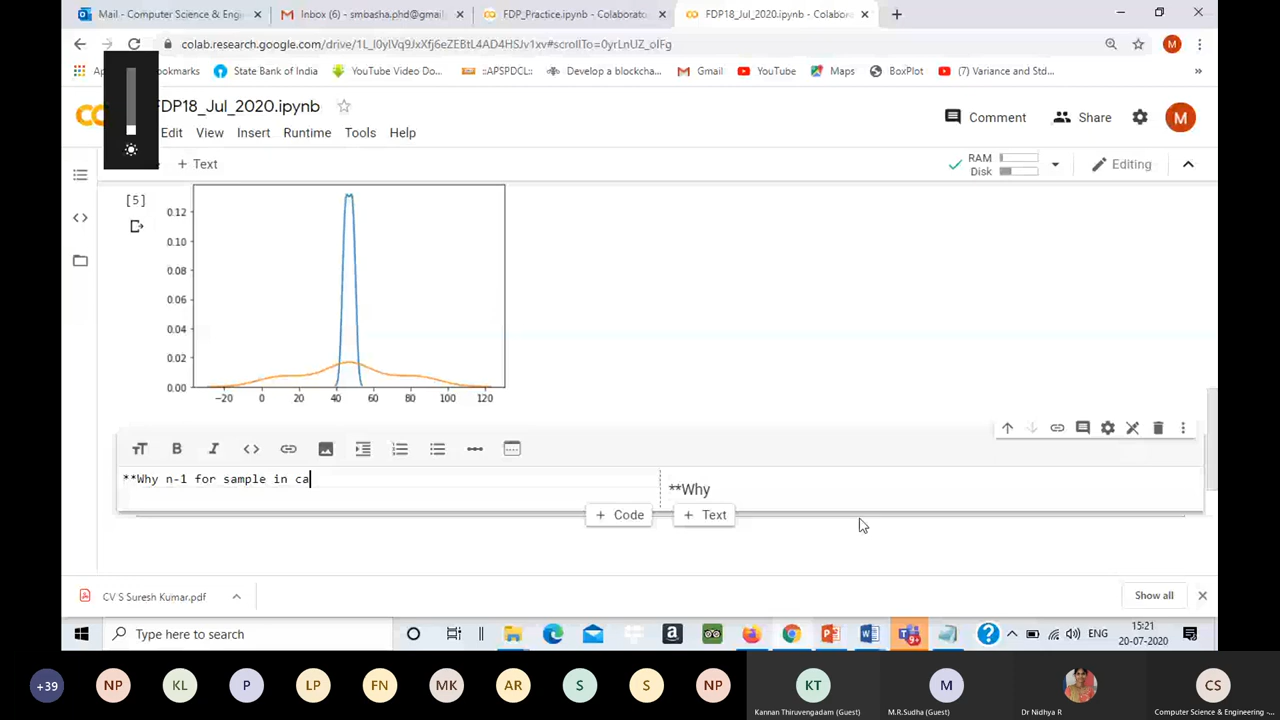 Mail - Computer Science & Engi
Inbox (6) - smbasha.phd@gmail
FDP_Practice.ipynb - Colaborato
FDP18_Jul_2020.ipynb - Colabora
colab.research.google.com/drive/1L_I0ylVq9JxXfj6eZEBtL4AD4HSJv1xv#scrollTo=0yrLnUZ_oIFg
M
Ap
okmarks
State Bank of India
YouTube Video Do...
::APSPDCL::
Develop a blockcha...
Gmail
YouTube
Maps
BoxPlot
(7) Variance and Std...
FDP18_Jul_2020.ipynb
Comment
Share
M
Edit View Insert Runtime Tools Help
+ Text
RAM
Disk
Editing
[5]
0.12
0.10
0.08
0.06
0.04
0.02
0.00
−20 0 20 40 60 80 100 120
**Why n-1 for sample in ca
**Why
+ Code
+ Text
CV S Suresh Kumar.pdf
Show all
Type here to search
9+
ENG
15:21
20-07-2020
+39 NP KL P LP FN MK AR S S NP KT M CS
Kannan Thiruvengadam (Guest)
M.R.Sudha (Guest)
Dr Nidhya R
Computer Science & Engineering -...